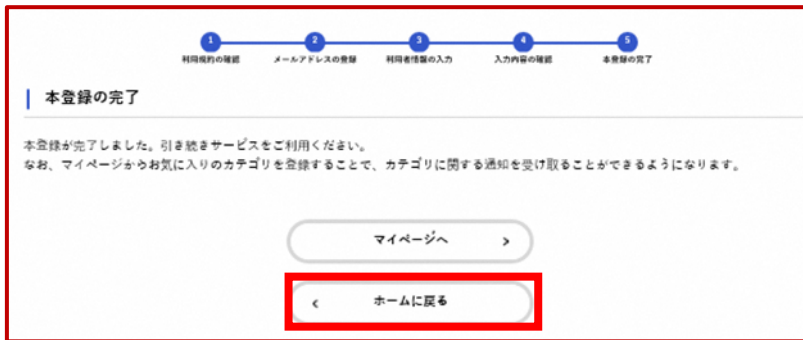 1 2 3 4 5
利用規約の確認 メールアドレスの登録 利用者情報の入力 入力内容の確認 本登録の完了
本登録の完了
本登録が完了しました。引き続きサービスをご利用ください。
なお、マイページからお気に入りのカテゴリを登録することで、カテゴリに関する通知を受け取ることができるようになります。
マイページへ >
< ホームに戻る